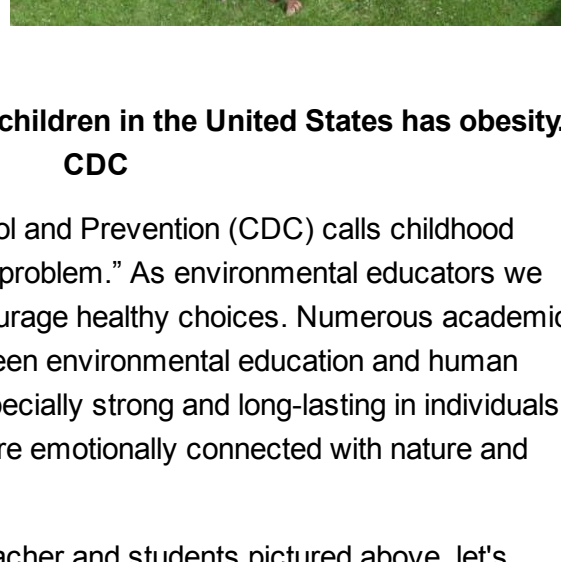 children in the United States has obesity.
CDC
ol and Prevention (CDC) calls childhood
problem.” As environmental educators we
urage healthy choices. Numerous academic
een environmental education and human
ecially strong and long-lasting in individuals
re emotionally connected with nature and
acher and students pictured above, let's